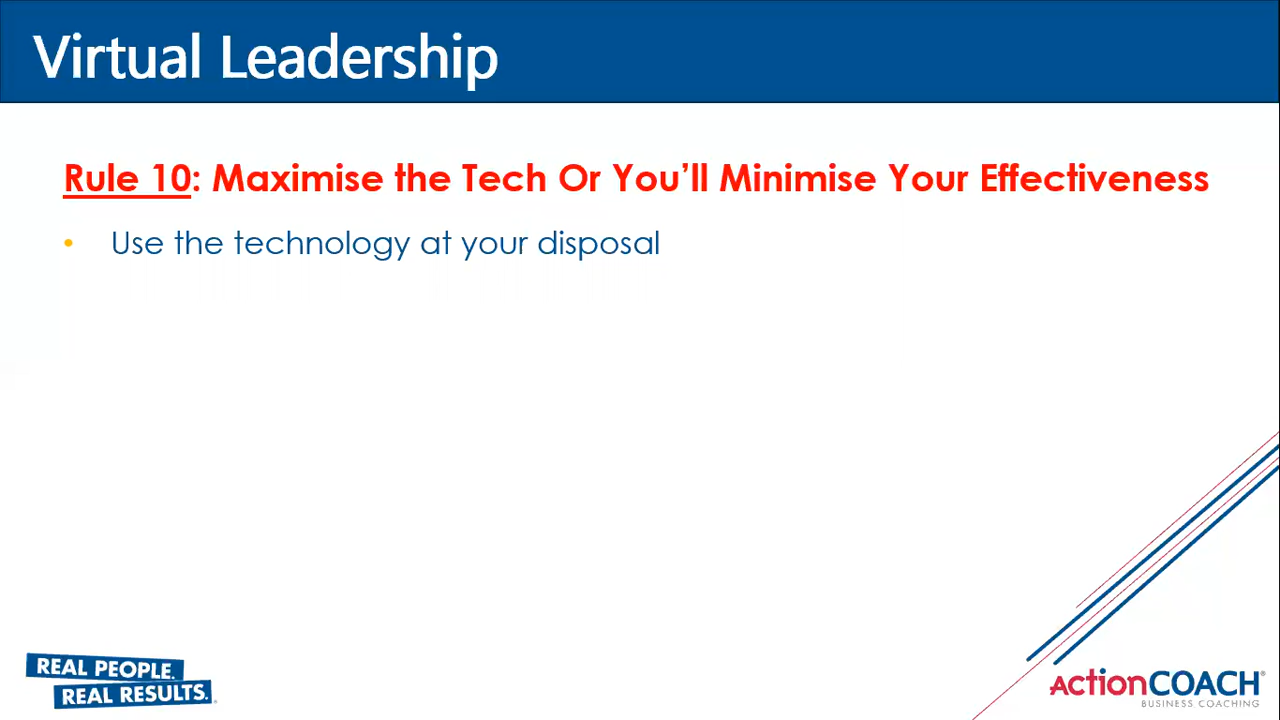 Virtual Leadership
Rule 10: Maximise the Tech Or You’ll Minimise Your Effectiveness
• Use the technology at your disposal
REAL PEOPLE.
REAL RESULTS.
ActionCOACH®
BUSINESS COACHING